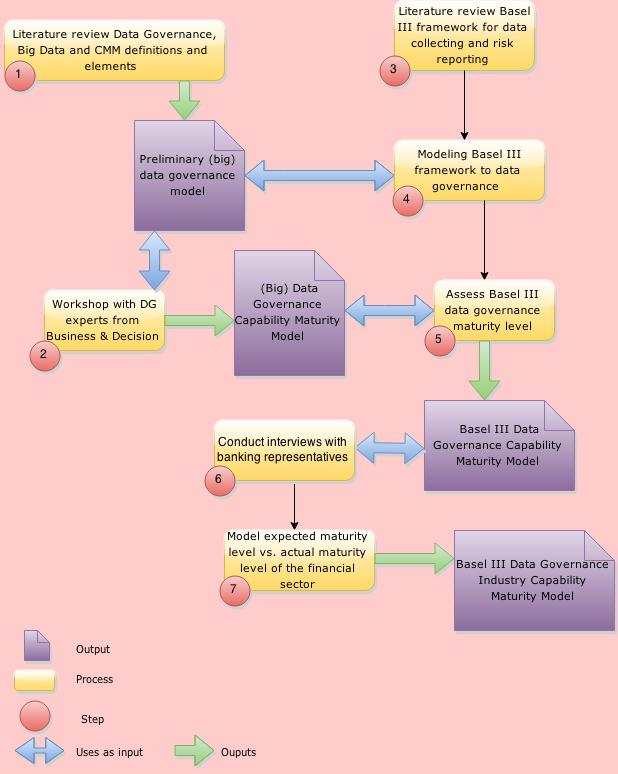 Literature review Data Governance,
Big Data and CMM definitions and
elements
1
Literature review Basel
III framework for data
collecting and risk
reporting
3
Preliminary (big)
data governance
model
Modeling Basel III
framework to data
governance
4
Workshop with DG
experts from
Business & Decision
2
(Big) Data
Governance
Capability Maturity
Model
Assess Basel III
data governance
maturity level
5
Basel III Data
Governance Capability
Maturity Model
Conduct interviews with
banking representatives
6
Model expected maturity
level vs. actual maturity
level of the financial
sector
7
Basel III Data Governance
Industry Capability
Maturity Model
Output
Process
Step
Uses as input
Ouputs